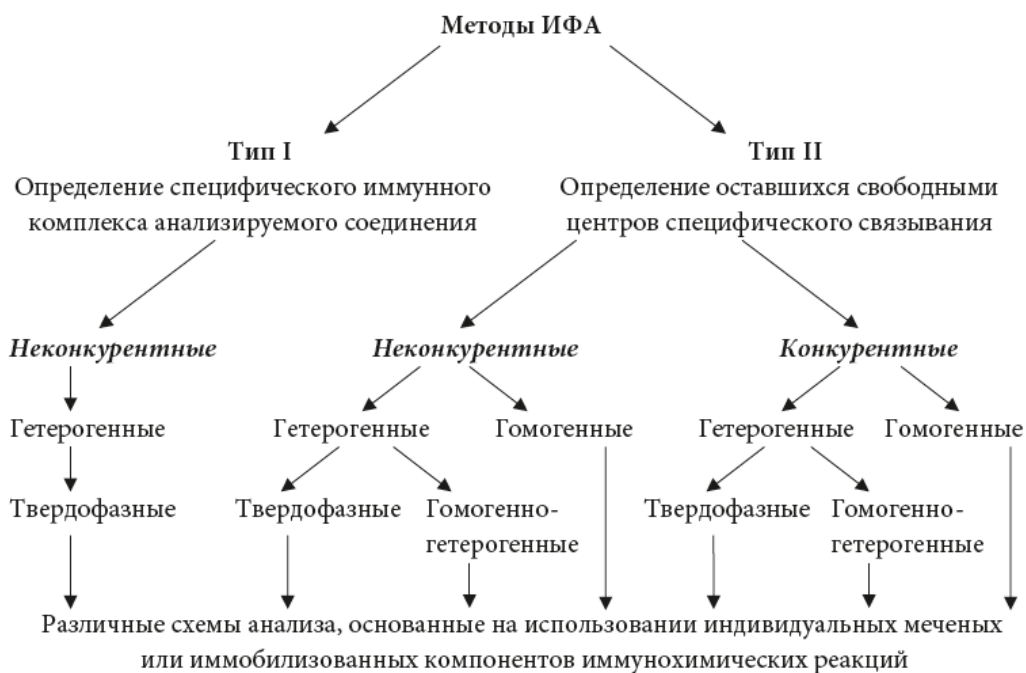 Методы ИФА
Тип I
Определение специфического иммунного
комплекса анализируемого соединения
Тип II
Определение оставшихся свободными
центров специфического связывания
Неконкурентные
Неконкурентные
Конкурентные
Гетерогенные
Гетерогенные
Гомогенные
Гетерогенные
Гомогенные
Твердофазные
Твердофазные
Гомогенно-
гетерогенные
Твердофазные
Гомогенно-
гетерогенные
Различные схемы анализа, основанные на использовании индивидуальных меченых
или иммобилизованных компонентов иммунохимических реакций